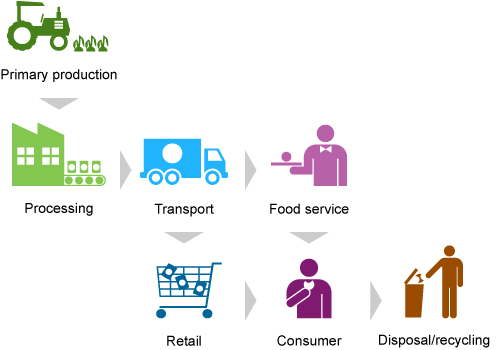 Primary production
Processing
Transport
Food service
Retail
Consumer
Disposal/recycling